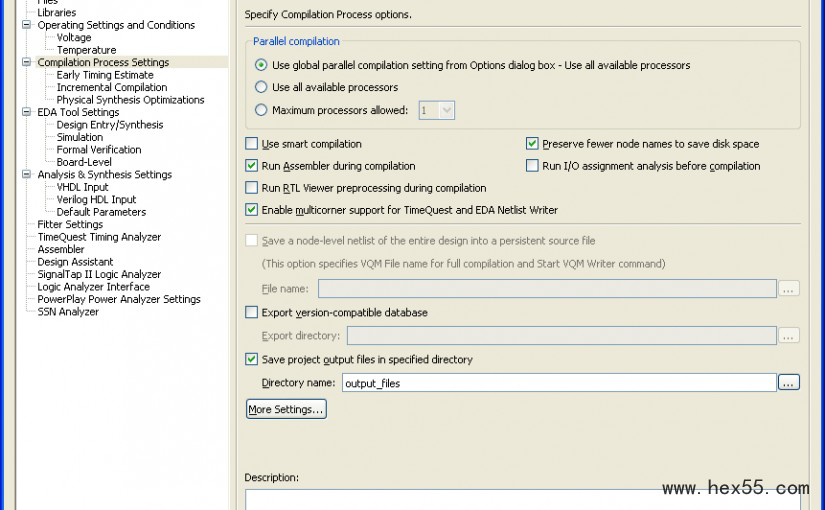 Files
Libraries
Operating Settings and Conditions
Voltage
Temperature
Compilation Process Settings
Early Timing Estimate
Incremental Compilation
Physical Synthesis Optimizations
EDA Tool Settings
Design Entry/Synthesis
Simulation
Formal Verification
Board-Level
Analysis & Synthesis Settings
VHDL Input
Verilog HDL Input
Default Parameters
Fitter Settings
TimeQuest Timing Analyzer
Assembler
Design Assistant
SignalTap II Logic Analyzer
Logic Analyzer Interface
PowerPlay Power Analyzer Settings
SSN Analyzer
Specify Compilation Process options.
Parallel compilation
Use global parallel compilation setting from Options dialog box - Use all available processors
Use all available processors
Maximum processors allowed: 1
Use smart compilation
Preserve fewer node names to save disk space
Run Assembler during compilation
Run I/O assignment analysis before compilation
Run RTL Viewer preprocessing during compilation
Enable multicorner support for TimeQuest and EDA Netlist Writer
Save a node-level netlist of the entire design into a persistent source file
(This option specifies VQM File name for full compilation and Start VQM Writer command)
File name: ...
Export version-compatible database
Export directory: ...
Save project output files in specified directory
Directory name: output_files ...
More Settings...
Description:
www.hex55.com